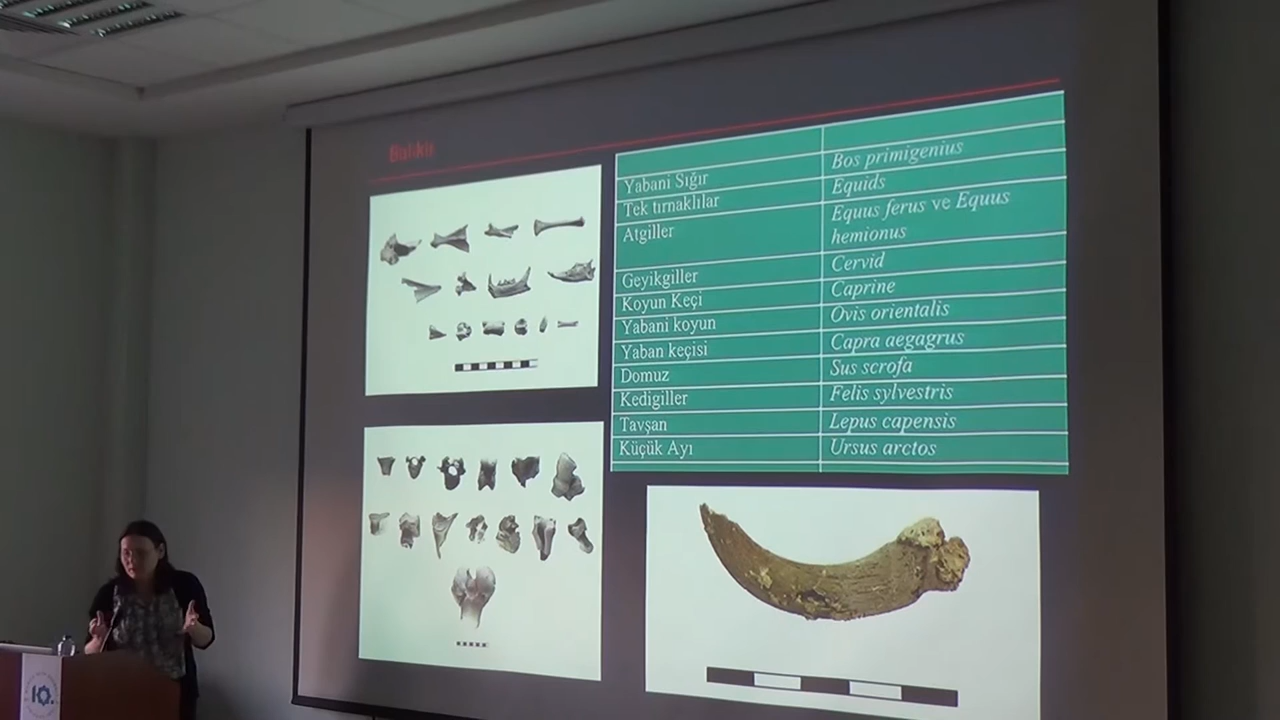 Balıklı
Yabani Sığır Bos primigenius
Tek tırnaklılar Equids
Atgiller Equus ferus ve Equus
hemionus
Geyikgiller Cervid
Koyun Keçi Caprine
Yabani koyun Ovis orientalis
Yaban keçisi Capra aegagrus
Domuz Sus scrofa
Kedigiller Felis sylvestris
Tavşan Lepus capensis
Küçük Ayı Ursus arctos